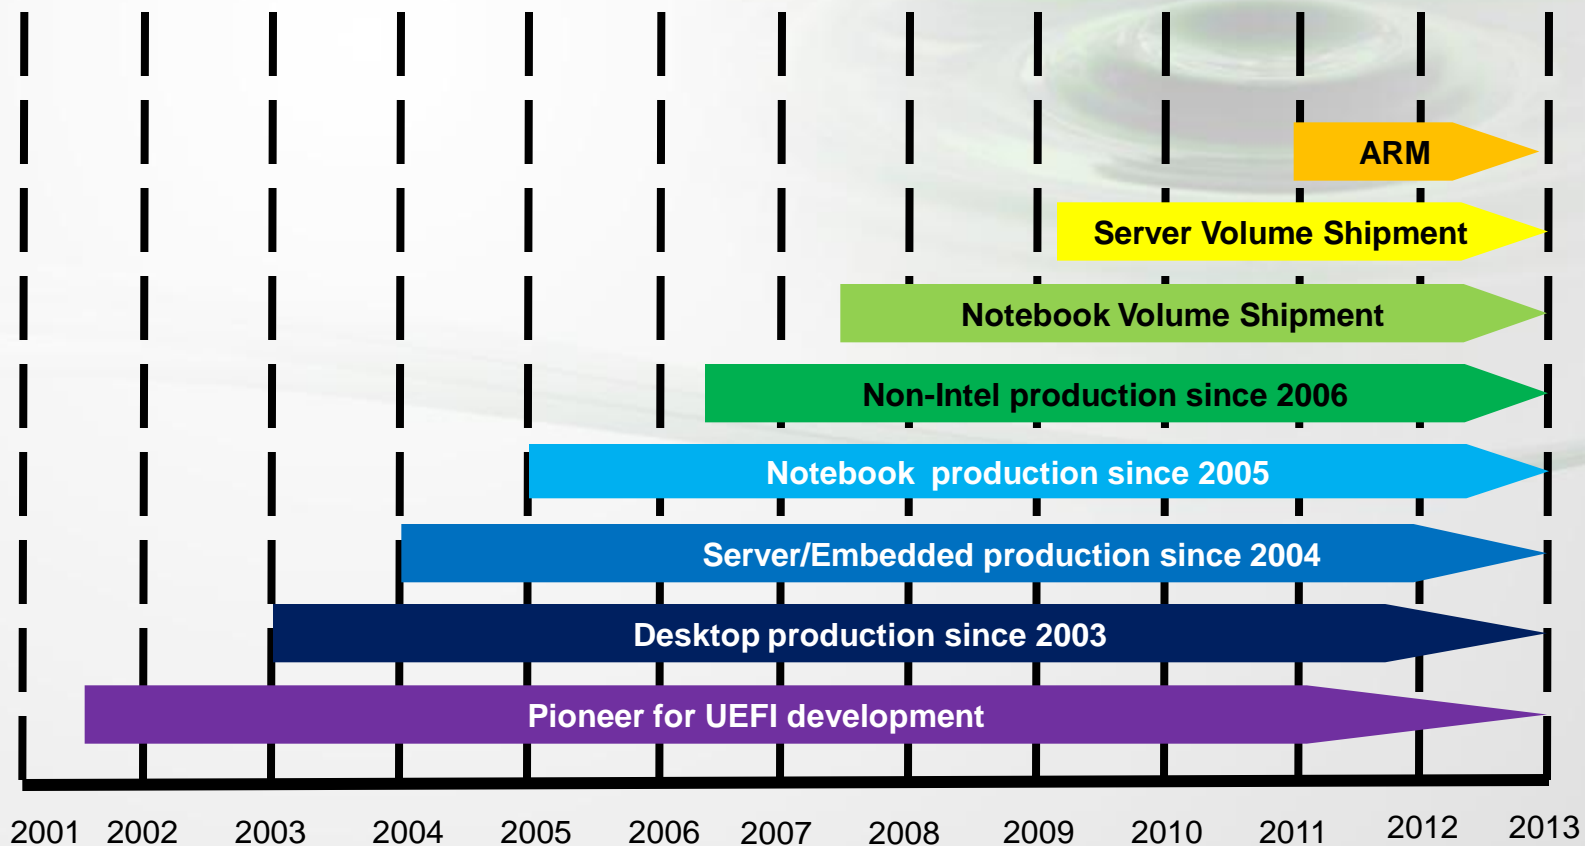 ARM
Server Volume Shipment
Notebook Volume Shipment
Non-Intel production since 2006
Notebook production since 2005
Server/Embedded production since 2004
Desktop production since 2003
Pioneer for UEFI development
2001 2002 2003 2004 2005 2006 2007 2008 2009 2010 2011 2012 2013